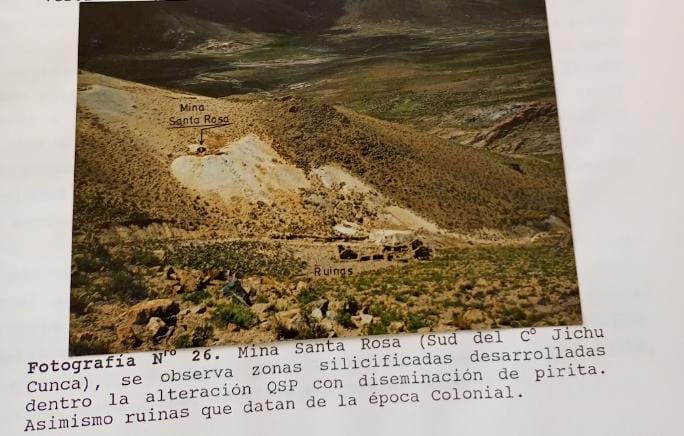 Mina
Santa Rosa
Ruinas
Fotografía Nro 26. Mina Santa Rosa (Sud del C° Jichu
Cunca), se observa zonas silicificadas desarrolladas
dentro la alteración QSP con diseminación de pirita.
Asimismo ruinas que datan de la época Colonial.